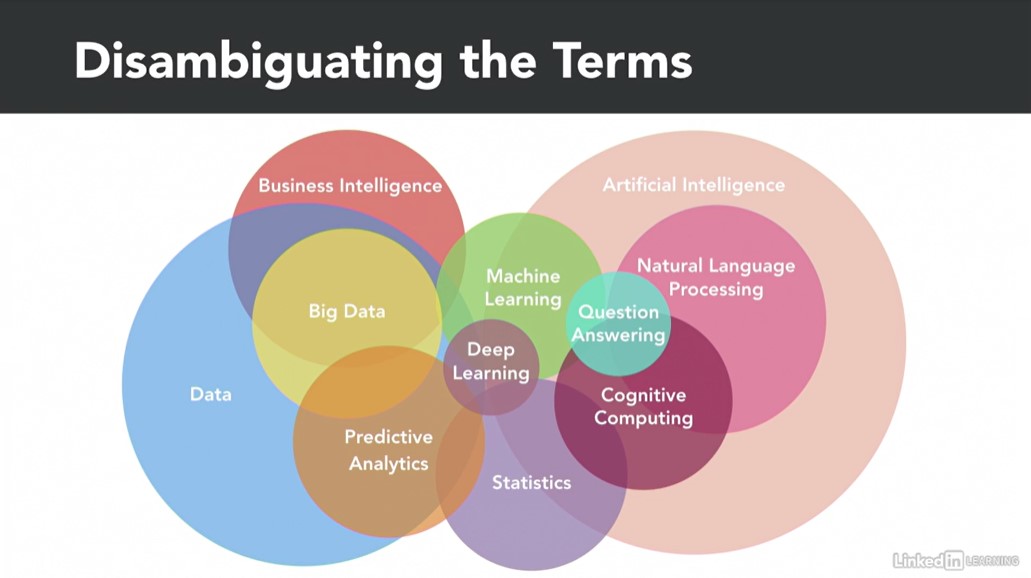 Disambiguating the Terms
Business Intelligence
Artificial Intelligence
Natural Language
Processing
Machine
Learning
Big Data
Question
Answering
Deep
Learning
Data
Cognitive
Computing
Predictive
Analytics
Statistics
Linked in LEARNING